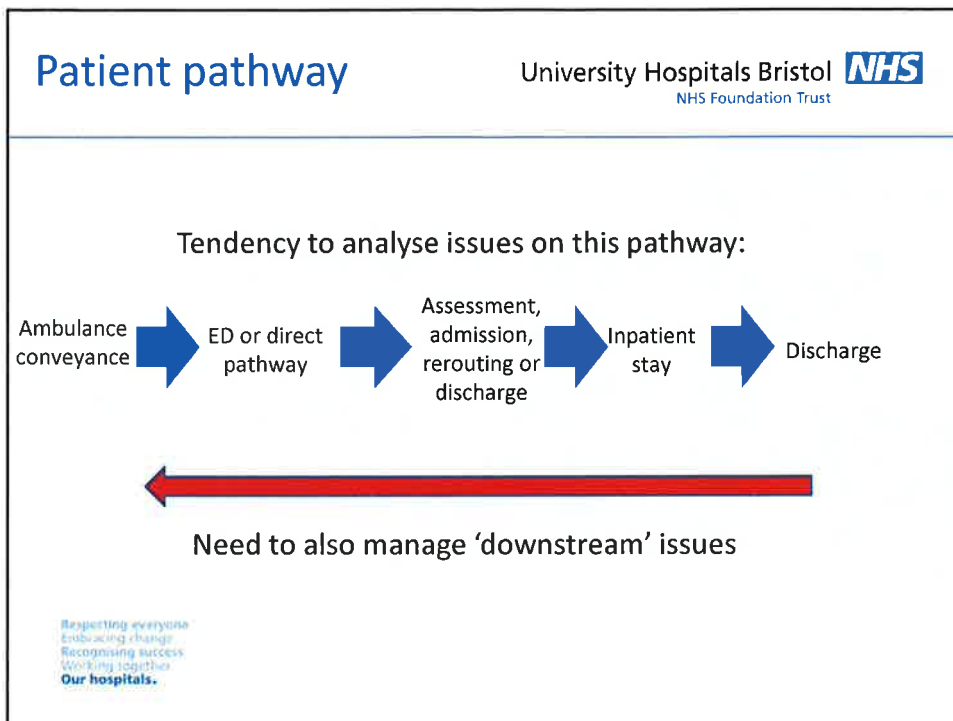 Patient pathway
University Hospitals Bristol NHS
NHS Foundation Trust
Tendency to analyse issues on this pathway:
Ambulance
conveyance
ED or direct
pathway
Assessment,
admission,
rerouting or
discharge
Inpatient
stay
Discharge
Need to also manage ‘downstream’ issues
Respecting everyone
Embracing change
Recognising success
Working together
Our hospitals.